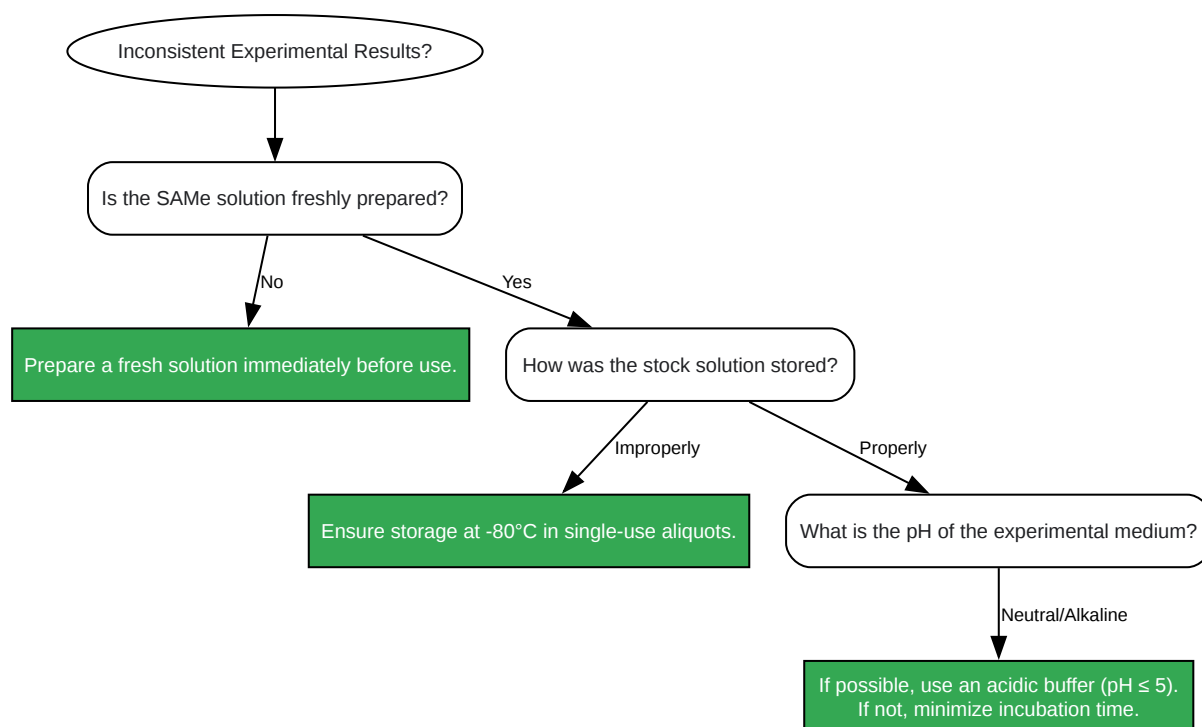 Inconsistent Experimental Results?
Is the SAMe solution freshly prepared?
No
Yes
Prepare a fresh solution immediately before use.
How was the stock solution stored?
Improperly
Properly
Ensure storage at -80°C in single-use aliquots.
What is the pH of the experimental medium?
Neutral/Alkaline
If possible, use an acidic buffer (pH ≤ 5).
If not, minimize incubation time.